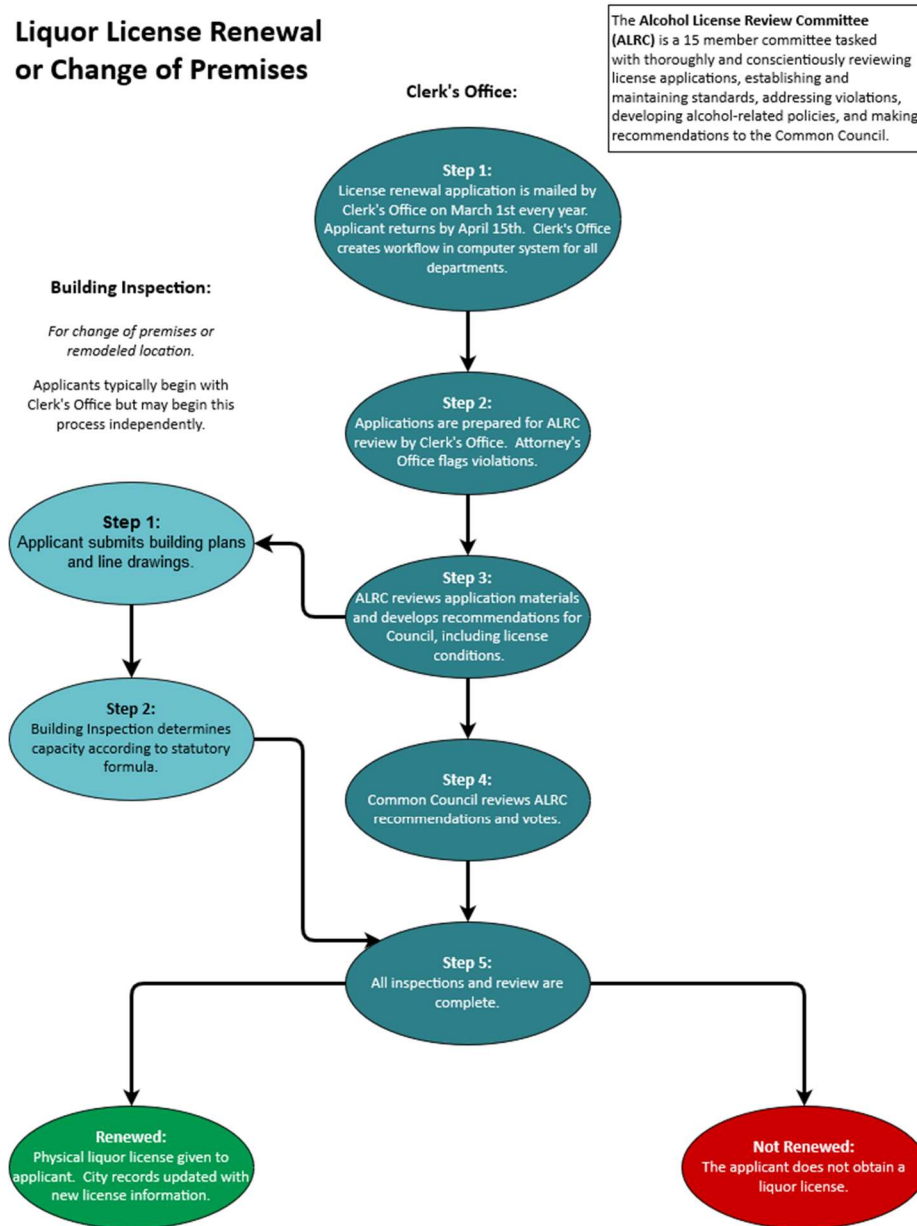 Liquor License Renewal
or Change of Premises
The Alcohol License Review Committee
(ALRC) is a 15 member committee tasked
with thoroughly and conscientiously reviewing
license applications, establishing and
maintaining standards, addressing violations,
developing alcohol-related policies, and making
recommendations to the Common Council.
Clerk's Office:
Step 1:
License renewal application is mailed by
Clerk's Office on March 1st every year.
Applicant returns by April 15th.  Clerk's Office
creates workflow in computer system for all
departments.
Building Inspection:
For change of premises or
remodeled location.
Applicants typically begin with
Clerk's Office but may begin this
process independently.
Step 2:
Applications are prepared for ALRC
review by Clerk's Office.  Attorney's
Office flags violations.
Step 1:
Applicant submits building plans
and line drawings.
Step 3:
ALRC reviews application materials
and develops recommendations for
Council, including license
conditions.
Step 2:
Building Inspection determines
capacity according to statutory
formula.
Step 4:
Common Council reviews ALRC
recommendations and votes.
Step 5:
All inspections and review are
complete.
Renewed:
Physical liquor license given to
applicant.  City records updated with
new license information.
Not Renewed:
The applicant does not obtain a
liquor license.